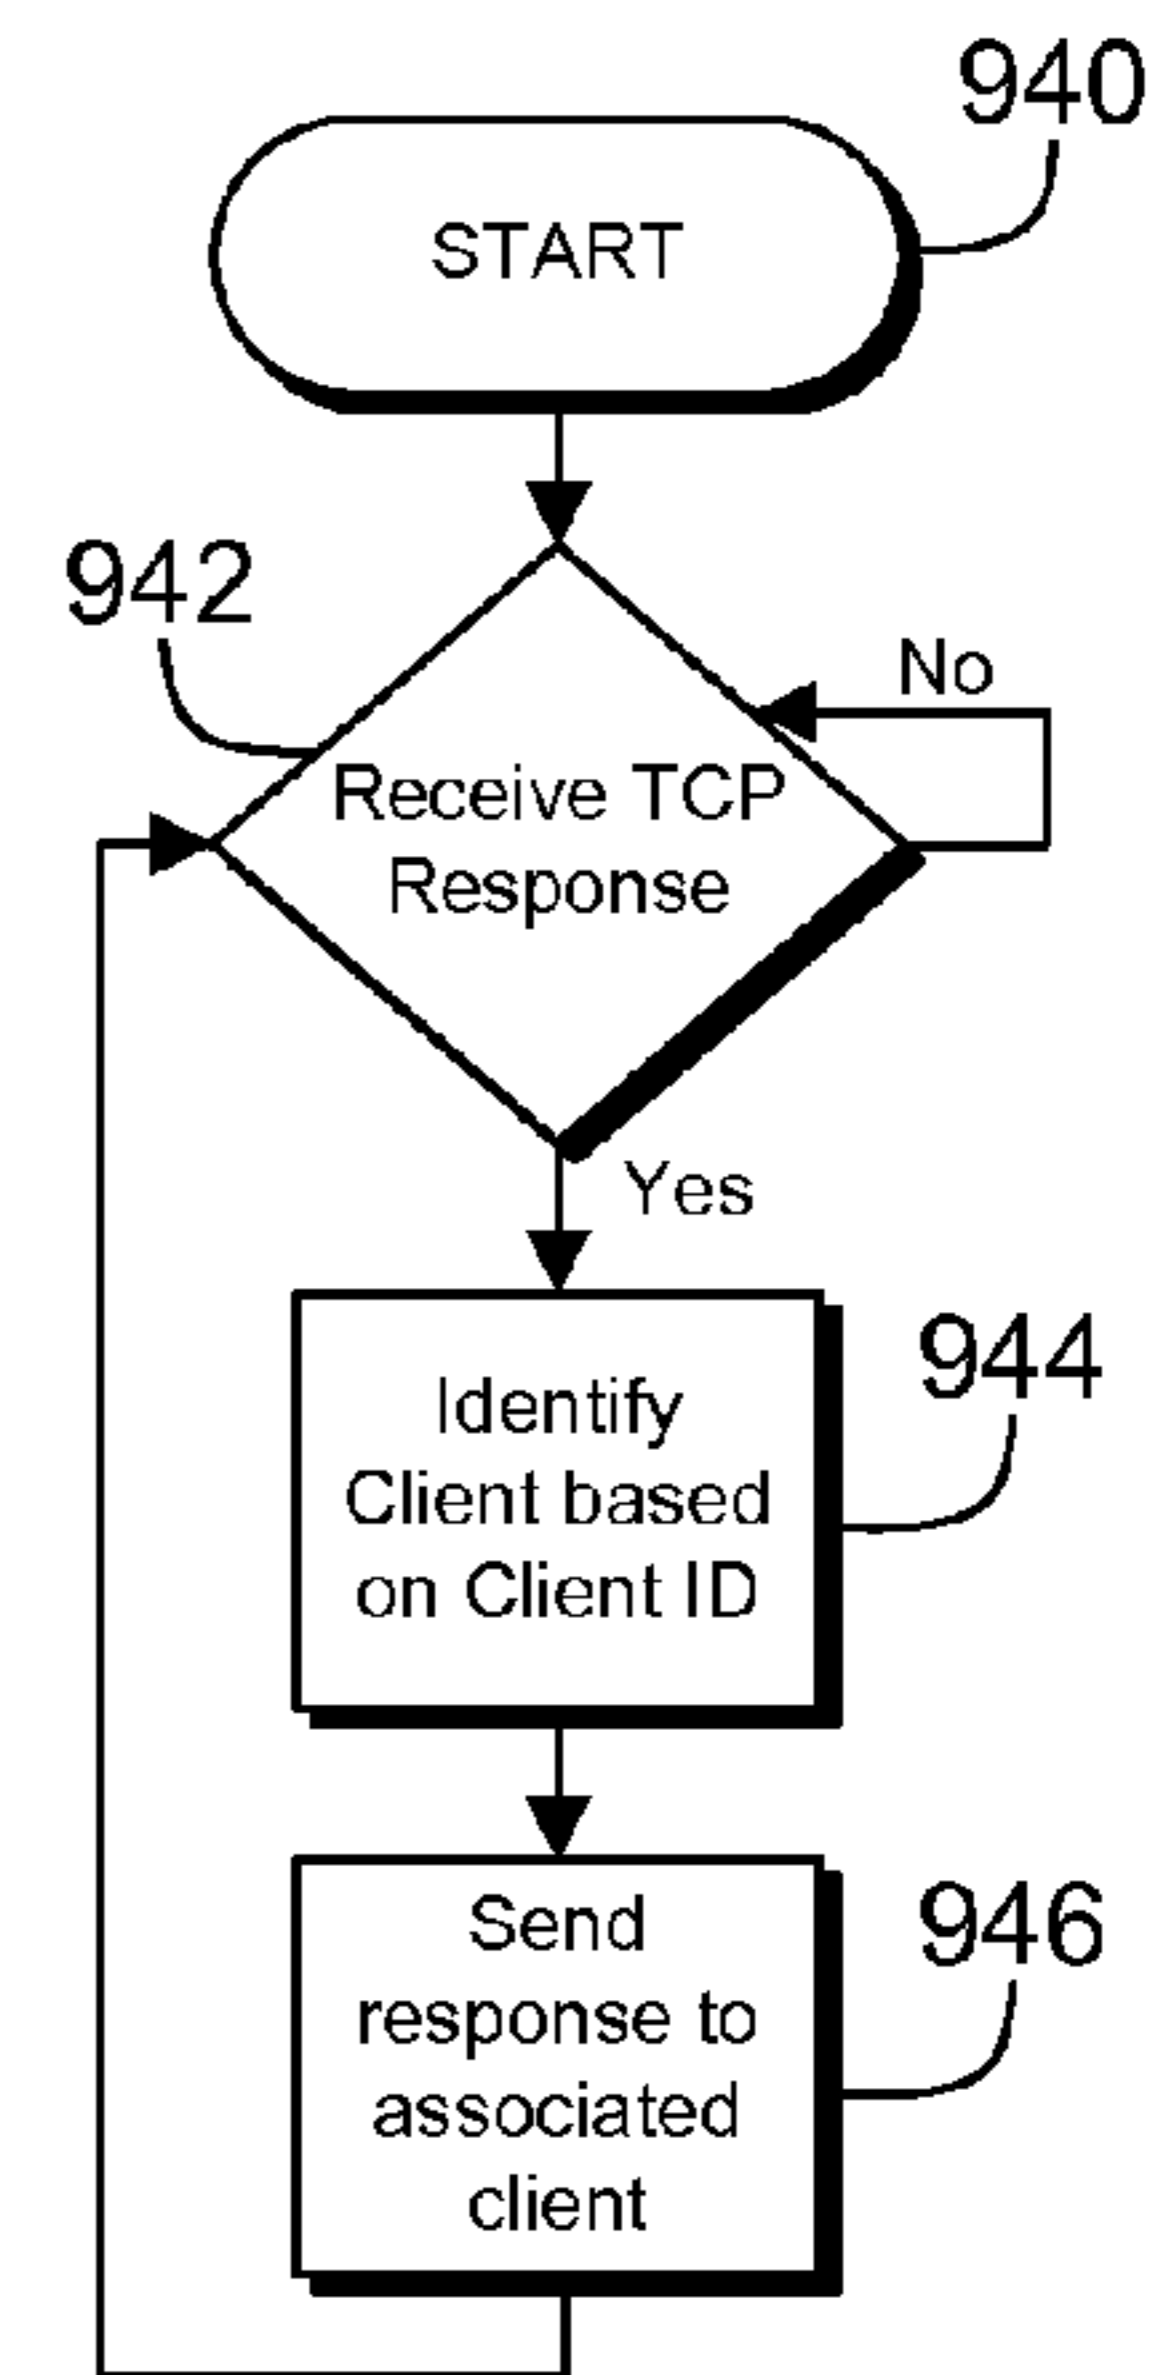 940
START
942
No
Receive TCP
Response
Yes
944
Identify
Client based
on Client ID
946
Send
response to
associated
client